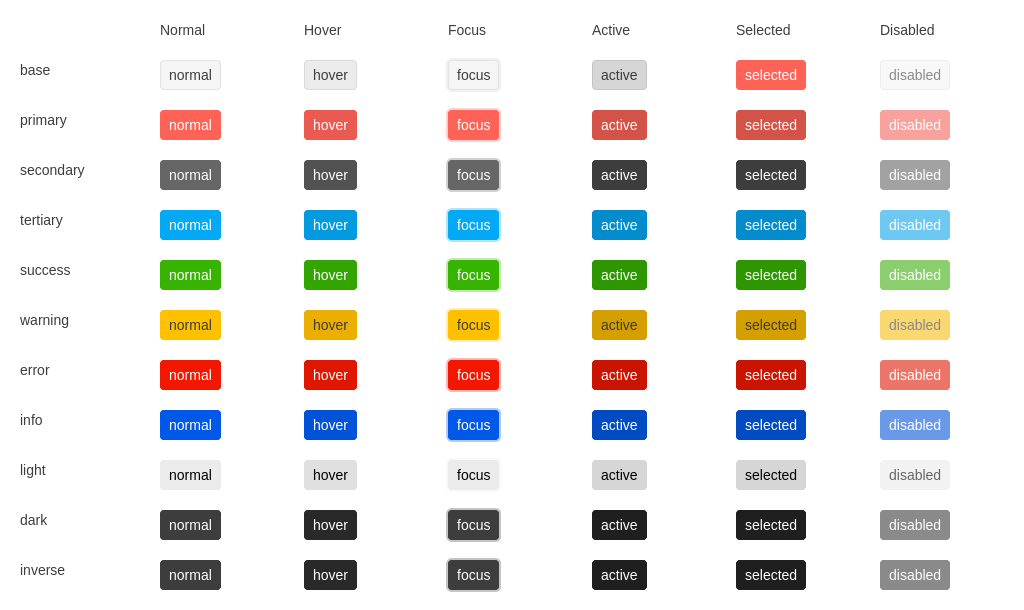 Normal Hover Focus Active Selected Disabled
base normal hover focus active selected disabled
primary normal hover focus active selected disabled
secondary normal hover focus active selected disabled
tertiary normal hover focus active selected disabled
success normal hover focus active selected disabled
warning normal hover focus active selected disabled
error normal hover focus active selected disabled
info normal hover focus active selected disabled
light normal hover focus active selected disabled
dark normal hover focus active selected disabled
inverse normal hover focus active selected disabled